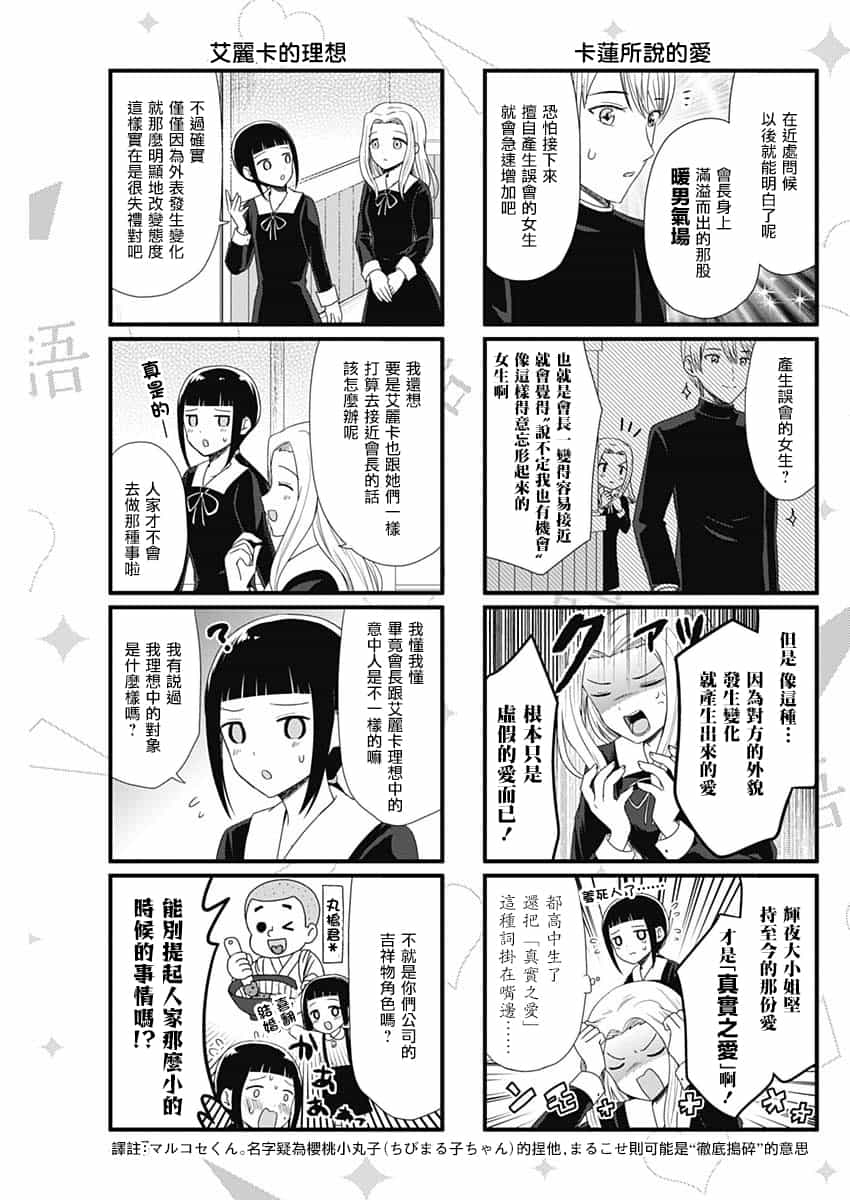 卡蓮所說的愛
在近處問候
以後就能明白了呢
會長身上
滿溢而出的那股
暖男氣場
恐怕接下來
擅自產生誤會的女生
就會急速增加吧
產生誤會的女生？
也就是會長一變得容易接近
就會覺得“說不定我也有機會”
像這樣得意忘形起來的
女生啊
但是 像這種…
因為對方的外貌
發生變化
就產生出來的愛
クァッ
根本只是
虛假的愛而已！
輝夜大小姐堅
持至今的那份愛
才是「真實之愛」啊！
羞死人了……
都高中生了
還把「真實之愛」
這種詞掛在嘴邊……
艾麗卡的理想
不過確實
僅僅因為外表發生變化
就那麼明顯地改變態度
這樣實在是很失禮對吧
我還想
要是艾麗卡也跟她們一樣
打算去接近會長的話
該怎麼辦呢
真是的—
人家才不會
去做那種事啦
我懂我懂
畢竟會長跟艾麗卡理想中的
意中人是不一樣的嘛
?
我有說過
我理想中的對象
是什麼樣嗎？
不就是你們公司的
吉祥物角色嗎？
丸搗君*
喜翻
結婚
かぁぁ
能別提起人家那麼小的
時候的事情嗎!?
譯註：マルコセくん。名字疑為櫻桃小丸子（ちびまる子ちゃん）的捏他，まるこせ則可能是“徹底搗碎”的意思
語